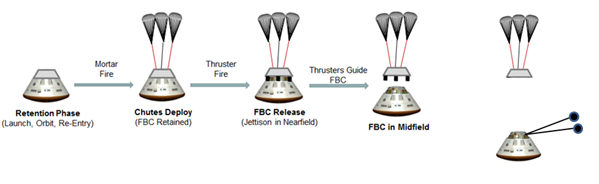 Mortar
Fire
Thruster
Fire
Thrusters Guide
FBC
Retention Phase
(Launch, Orbit, Re-Entry)
Chutes Deploy
(FBC Retained)
FBC Release
(Jettison in Nearfield)
FBC in Midfield